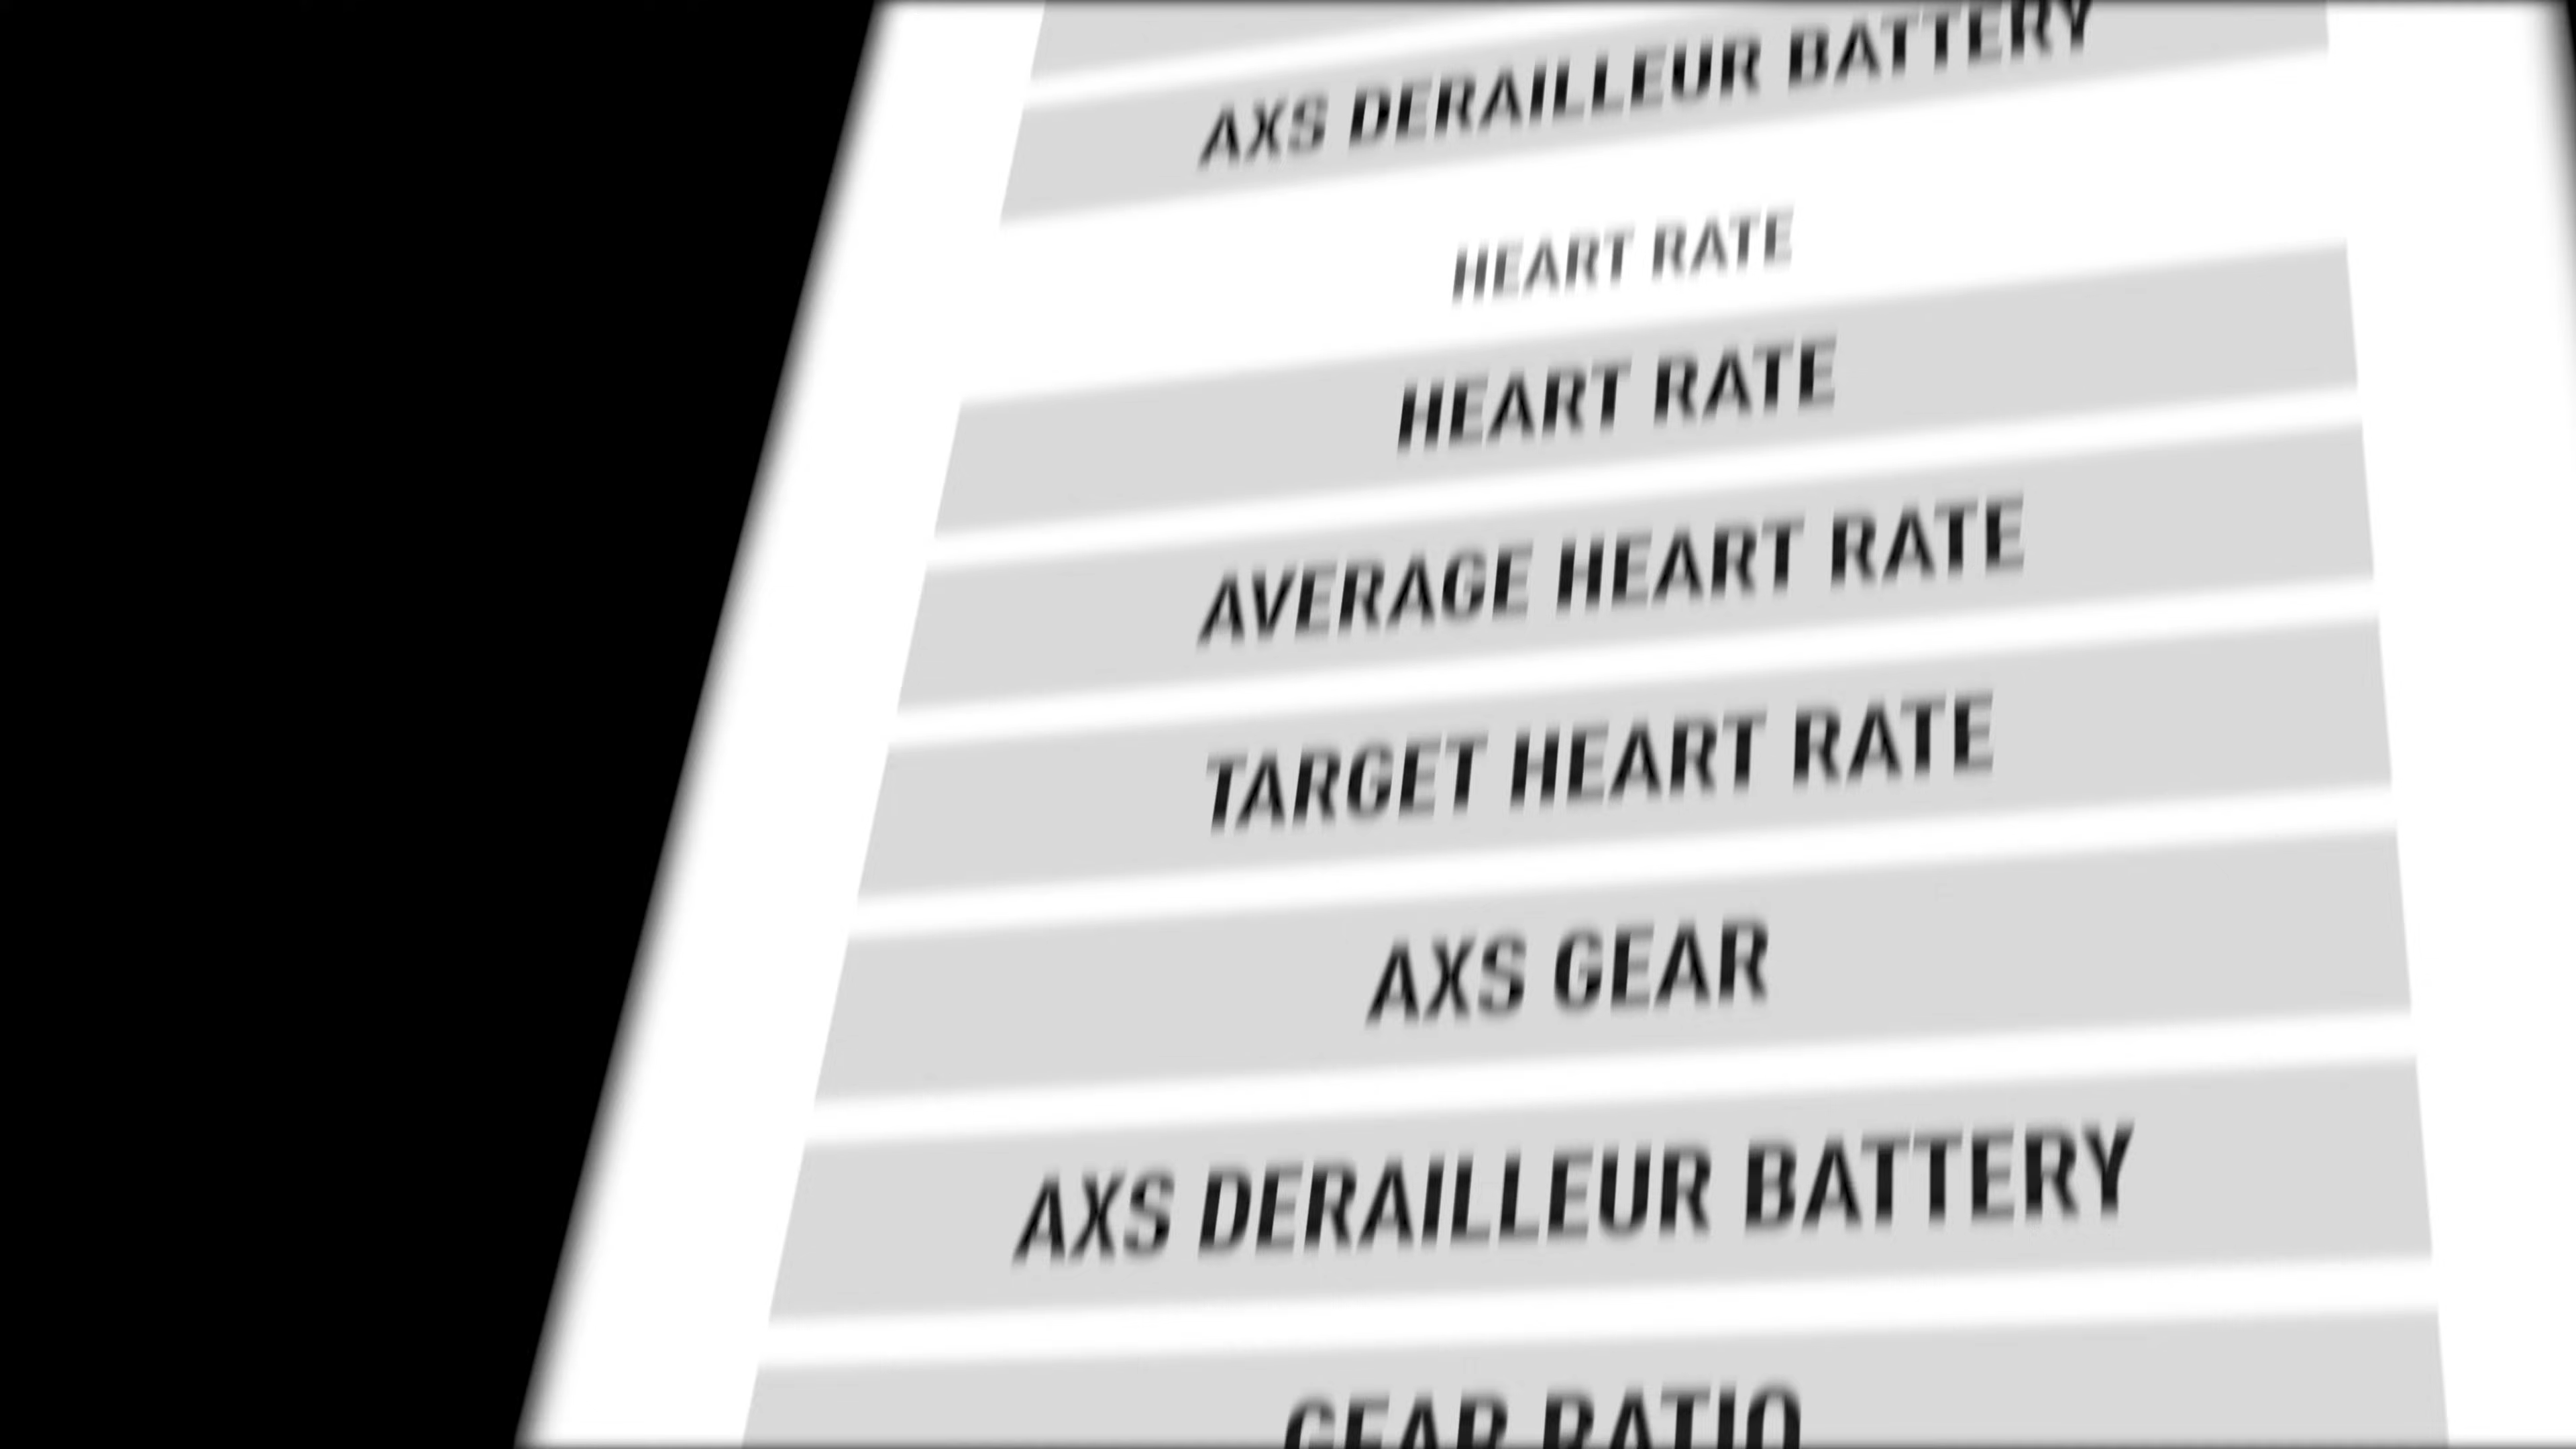 AXS DERAILLEUR BATTERY
HEART RATE
HEART RATE
AVERAGE HEART RATE
TARGET HEART RATE
AXS GEAR
AXS DERAILLEUR BATTERY
GEAR RATIO